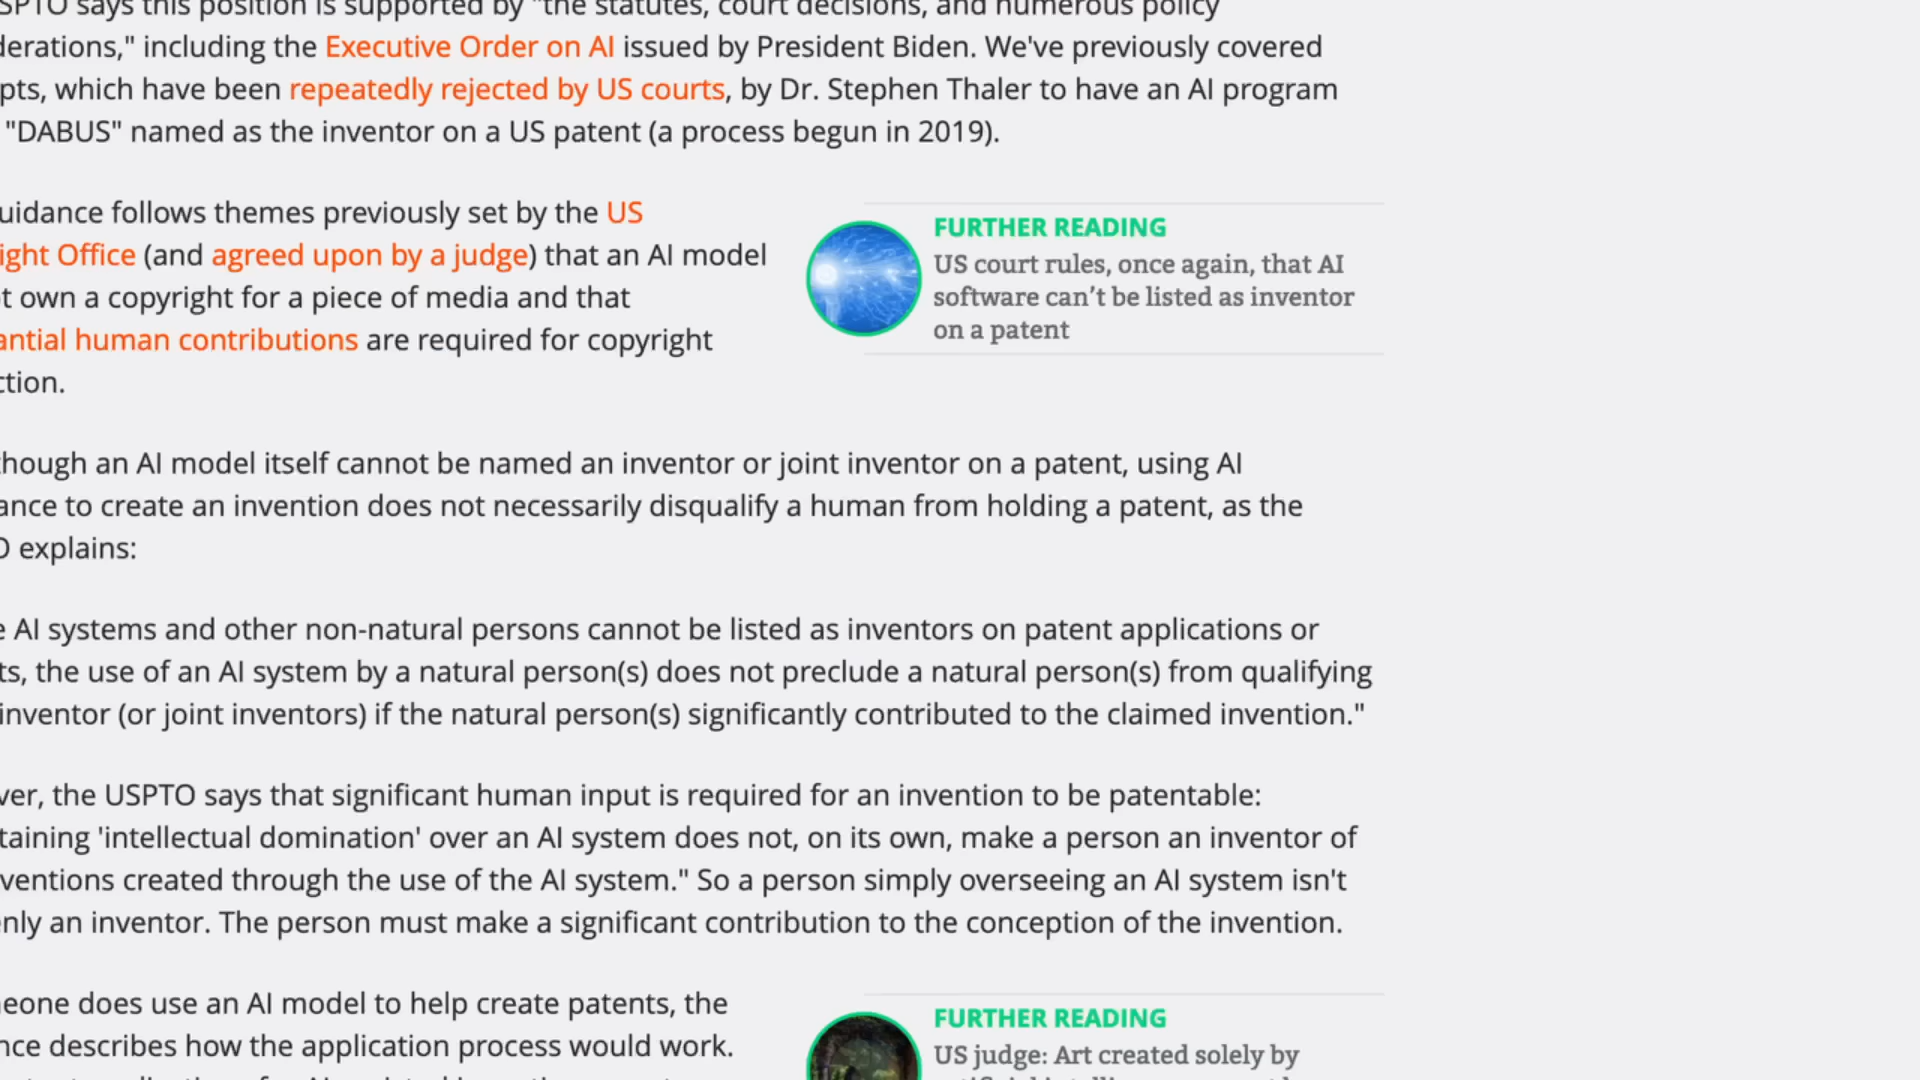 SPTO says this position is supported by "the statutes, court decisions, and numerous policy
derations," including the Executive Order on AI issued by President Biden. We've previously covered
pts, which have been repeatedly rejected by US courts, by Dr. Stephen Thaler to have an AI program
"DABUS" named as the inventor on a US patent (a process begun in 2019).
uidance follows themes previously set by the US
ight Office (and agreed upon by a judge) that an AI model
t own a copyright for a piece of media and that
antial human contributions are required for copyright
ction.
FURTHER READING
US court rules, once again, that AI
software can’t be listed as inventor
on a patent
though an AI model itself cannot be named an inventor or joint inventor on a patent, using AI
ance to create an invention does not necessarily disqualify a human from holding a patent, as the
O explains:
e AI systems and other non-natural persons cannot be listed as inventors on patent applications or
ts, the use of an AI system by a natural person(s) does not preclude a natural person(s) from qualifying
inventor (or joint inventors) if the natural person(s) significantly contributed to the claimed invention."
ver, the USPTO says that significant human input is required for an invention to be patentable:
taining 'intellectual domination' over an AI system does not, on its own, make a person an inventor of
ventions created through the use of the AI system." So a person simply overseeing an AI system isn't
enly an inventor. The person must make a significant contribution to the conception of the invention.
eone does use an AI model to help create patents, the
nce describes how the application process would work.
FURTHER READING
US judge: Art created solely by